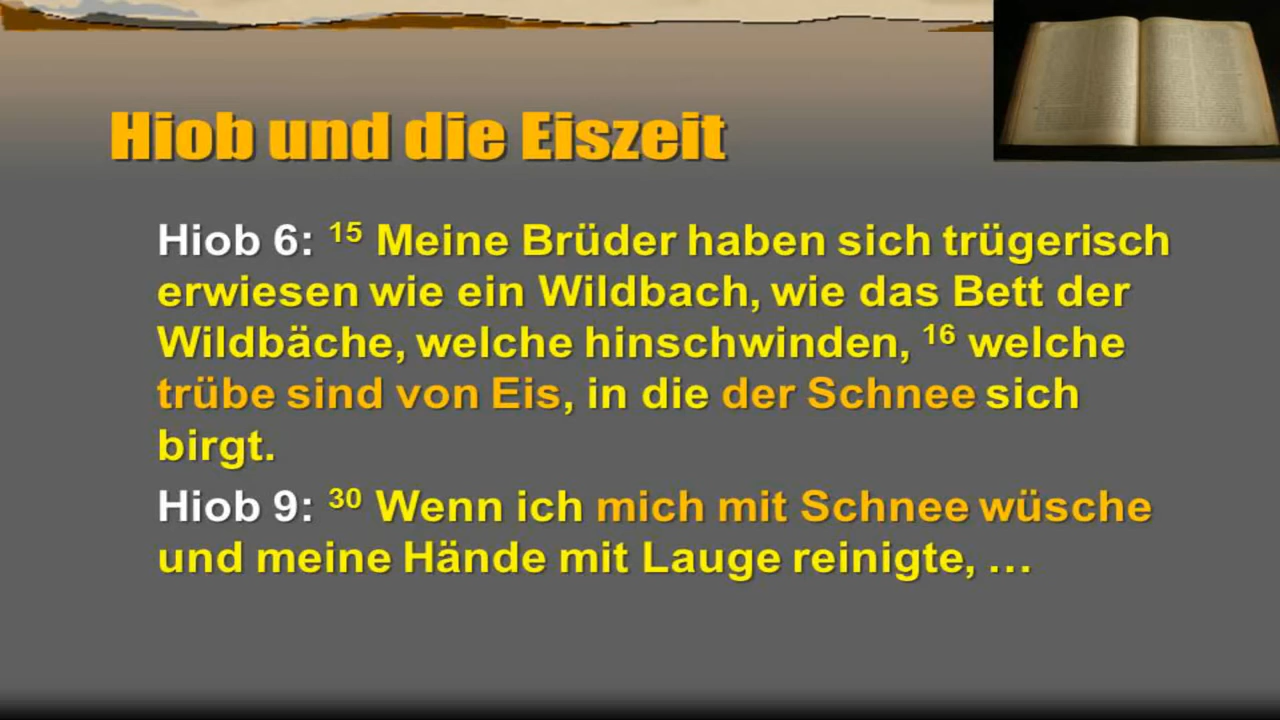 Hiob und die Eiszeit
Hiob 6: 15 Meine Brüder haben sich trügerisch
erwiesen wie ein Wildbach, wie das Bett der
Wildbäche, welche hinschwinden, 16 welche
trübe sind von Eis, in die der Schnee sich
birgt.
Hiob 9: 30 Wenn ich mich mit Schnee wüsche
und meine Hände mit Lauge reinigte, …